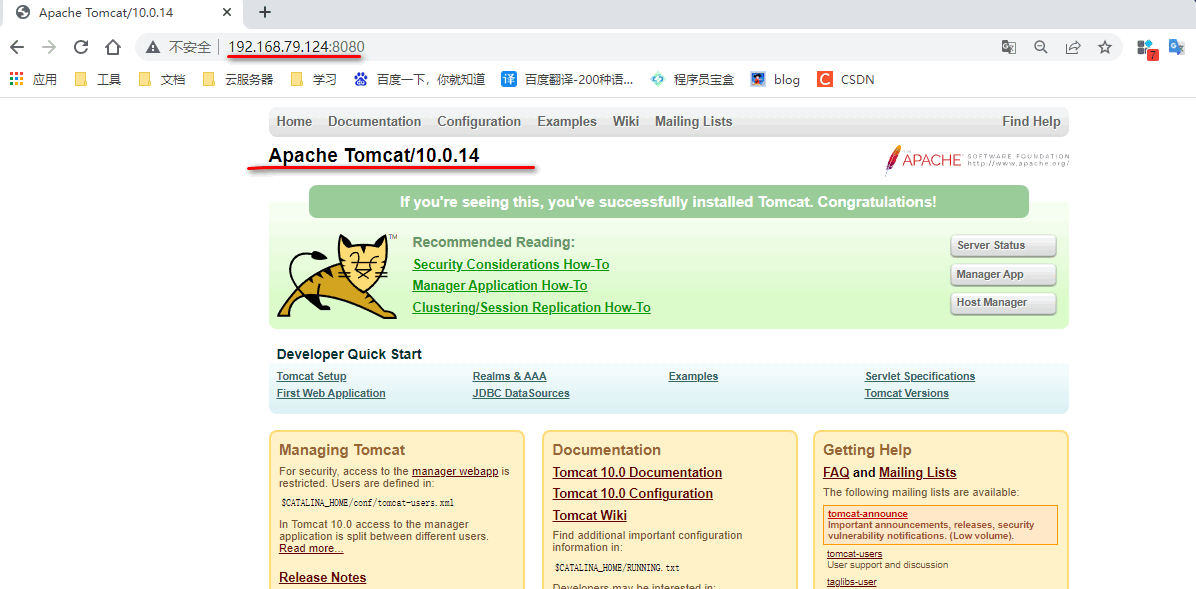 Apache Tomcat/10.0.14
不安全 192.168.79.124:8080
7
应用 工具 文档 云服务器 学习 百度一下，你就知道 译 百度翻译-200种语... 程序员宝盒 blog C CSDN
Home Documentation Configuration Examples Wiki Mailing Lists Find Help
Apache Tomcat/10.0.14
APACHE SOFTWARE FOUNDATION
http://www.apache.org/
If you're seeing this, you've successfully installed Tomcat. Congratulations!
TM
Recommended Reading:
Security Considerations How-To
Manager Application How-To
Clustering/Session Replication How-To
Server Status
Manager App
Host Manager
Developer Quick Start
Tomcat Setup
First Web Application
Realms & AAA
JDBC DataSources
Examples
Servlet Specifications
Tomcat Versions
Managing Tomcat
For security, access to the manager webapp is
restricted. Users are defined in:
$CATALINA_HOME/conf/tomcat-users.xml
In Tomcat 10.0 access to the manager
application is split between different users.
Read more...
Release Notes
Documentation
Tomcat 10.0 Documentation
Tomcat 10.0 Configuration
Tomcat Wiki
Find additional important configuration
information in:
$CATALINA_HOME/RUNNING.txt
Developers may be interested in:
Getting Help
FAQ and Mailing Lists
The following mailing lists are available:
tomcat-announce
Important announcements, releases, security
vulnerability notifications. (Low volume).
tomcat-users
User support and discussion
taglibs-user